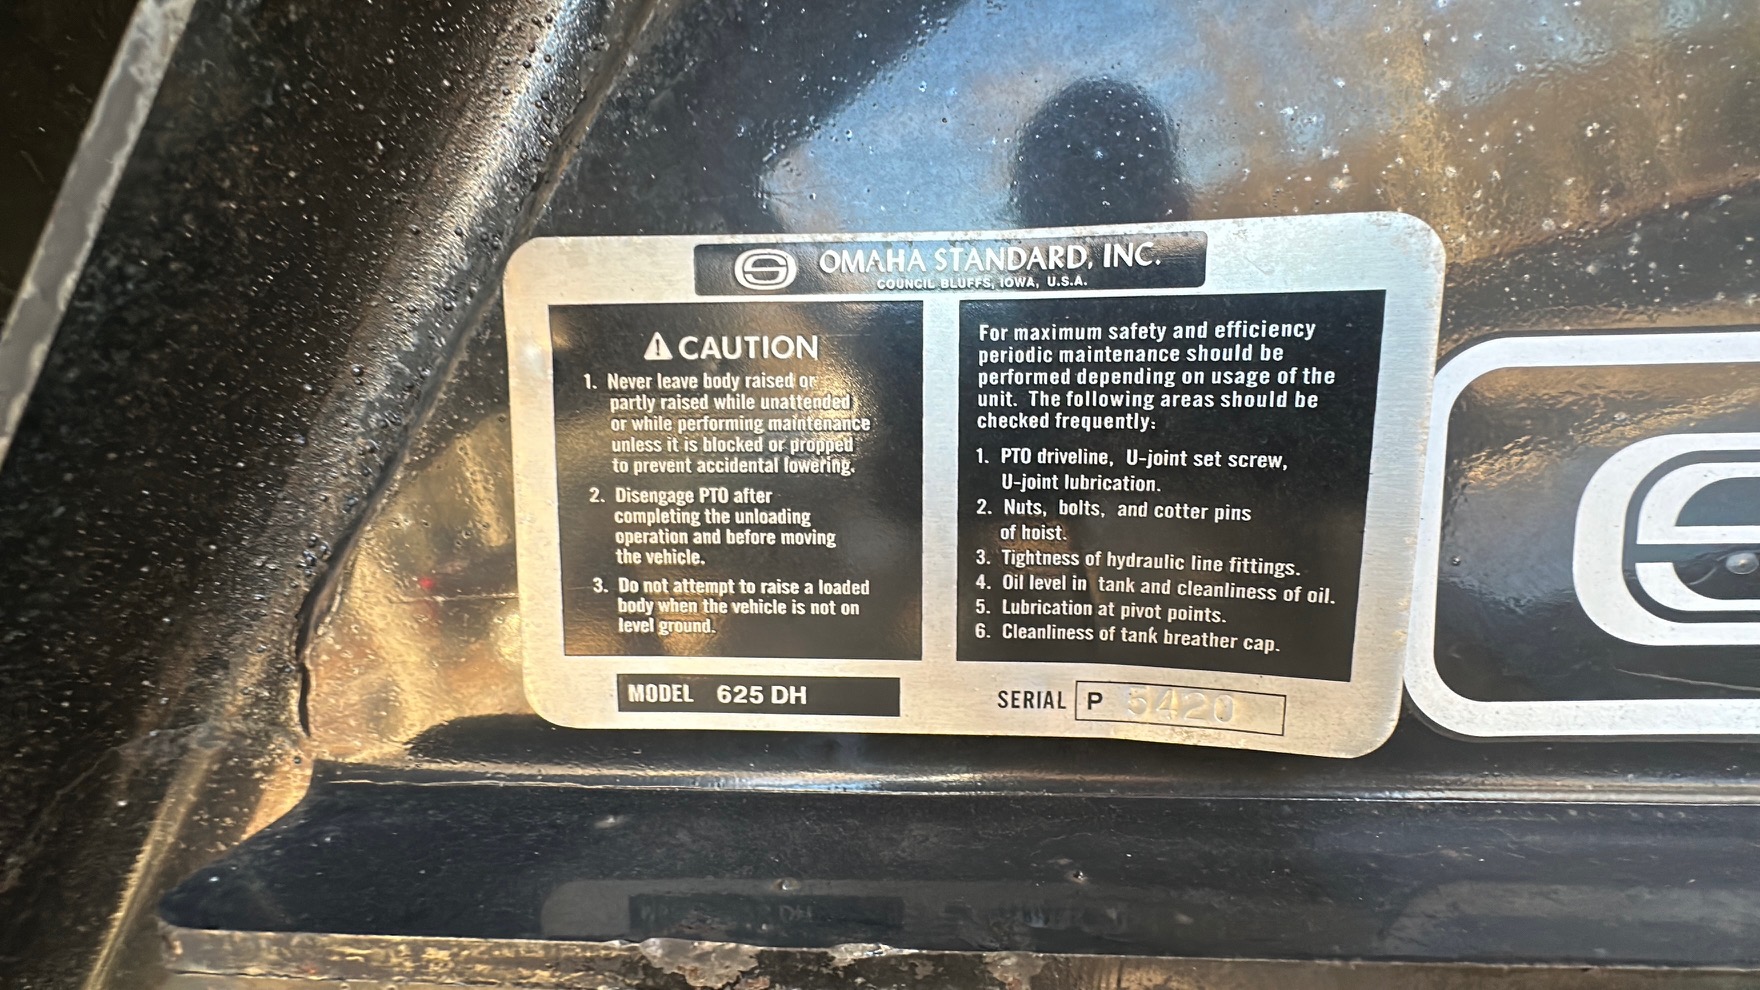 OMAHA STANDARD, INC.
COUNCIL BLUFFS, IOWA, U.S.A.
CAUTION
1. Never leave body raised or
partly raised while unattended
or while performing maintenance
unless it is blocked or propped
to prevent accidental lowering.
2. Disengage PTO after
completing the unloading
operation and before moving
the vehicle.
3. Do not attempt to raise a loaded
body when the vehicle is not on
level ground.
MODEL 625 DH
For maximum safety and efficiency
periodic maintenance should be
performed depending on usage of the
unit. The following areas should be
checked frequently:
1. PTO driveline, U-joint set screw,
U-joint lubrication.
2. Nuts, bolts, and cotter pins
of hoist.
3. Tightness of hydraulic line fittings.
4. Oil level in tank and cleanliness of oil.
5. Lubrication at pivot points.
6. Cleanliness of tank breather cap.
SERIAL P 5420